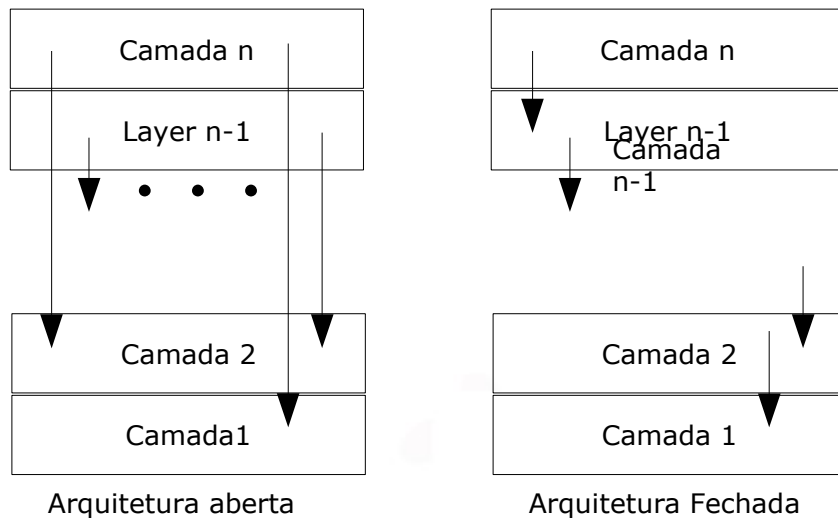 Camada n
Layer n-1
Camada 2
Camada1
Arquitetura aberta
Camada n
Layer n-1
Camada
n-1
Camada 2
Camada 1
Arquitetura Fechada